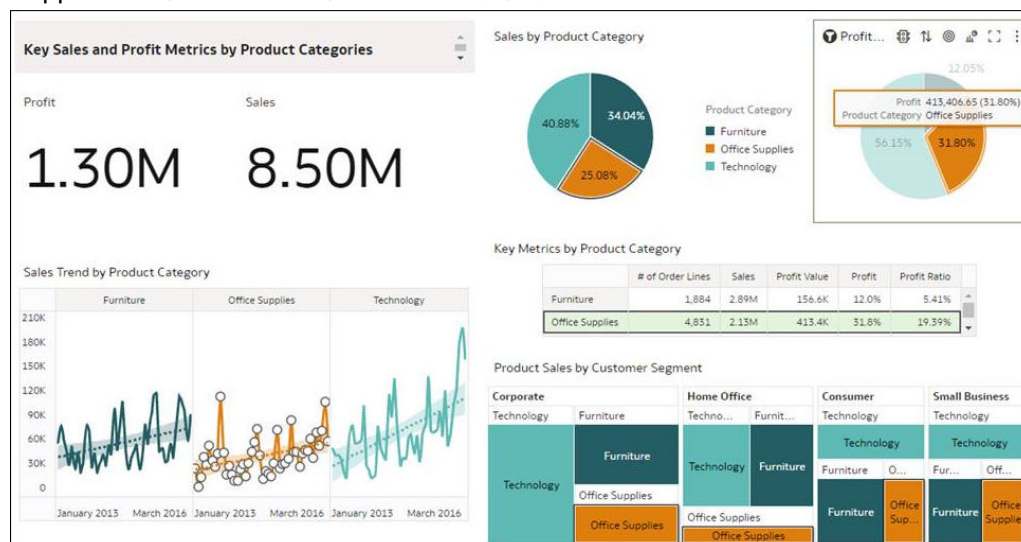 Key Sales and Profit Metrics by Product Categories
Profit
Sales
1.30M
8.50M
Sales by Product Category
40.88%
34.04%
25.08%
Product Category
Furniture
Office Supplies
Technology
Profit...
12.05%
Profit 413,406.65 (31.80%)
Product Category Office Supplies
56.15%
31.80%
Sales Trend by Product Category
Furniture Office Supplies Technology
210K
180K
150K
120K
90K
60K
30K
0
January 2013 March 2016 January 2013 March 2016 January 2013 March 2016
Key Metrics by Product Category
# of Order Lines Sales Profit Value Profit Profit Ratio
Furniture 1,884 2.89M 156.6K 12.0% 5.41%
Office Supplies 4,831 2.13M 413.4K 31.8% 19.39%
Product Sales by Customer Segment
Corporate Home Office Consumer Small Business
Technology Furniture Techno... Furnit... Technology Technology
Technology Technology
Furniture
Technology Furniture
Furniture O... Fur... Off...
Technology
Office Supplies
Furniture Office Sup... Furniture Office Supplie
Office Supplies
Office Supplies
Office Supplies